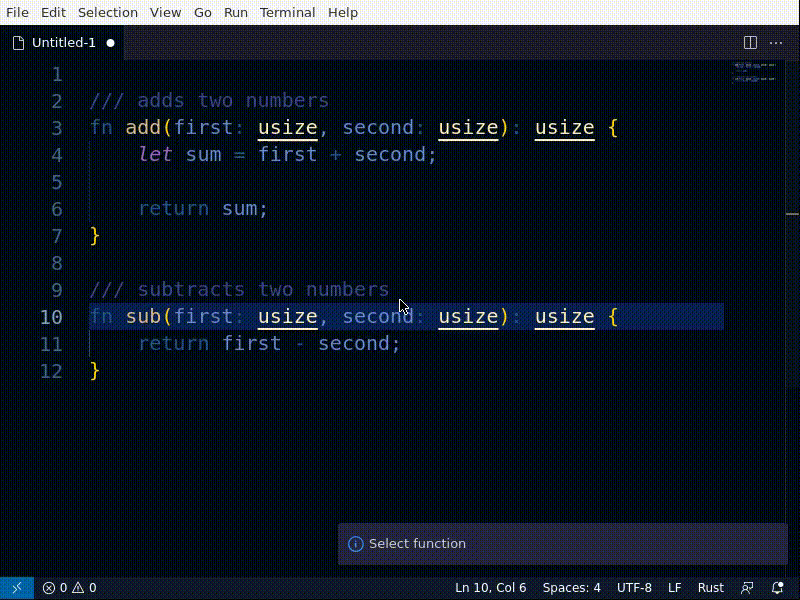 File Edit Selection View Go Run Terminal Help
Untitled-1
1
2 /// adds two numbers
3 fn add(first: usize, second: usize): usize {
4 let sum = first + second;
5
6 return sum;
7 }
8
9 /// subtracts two numbers
10 fn sub(first: usize, second: usize): usize {
11 return first - second;
12 }
Select function
0 0 Ln 10, Col 6 Spaces: 4 UTF-8 LF Rust